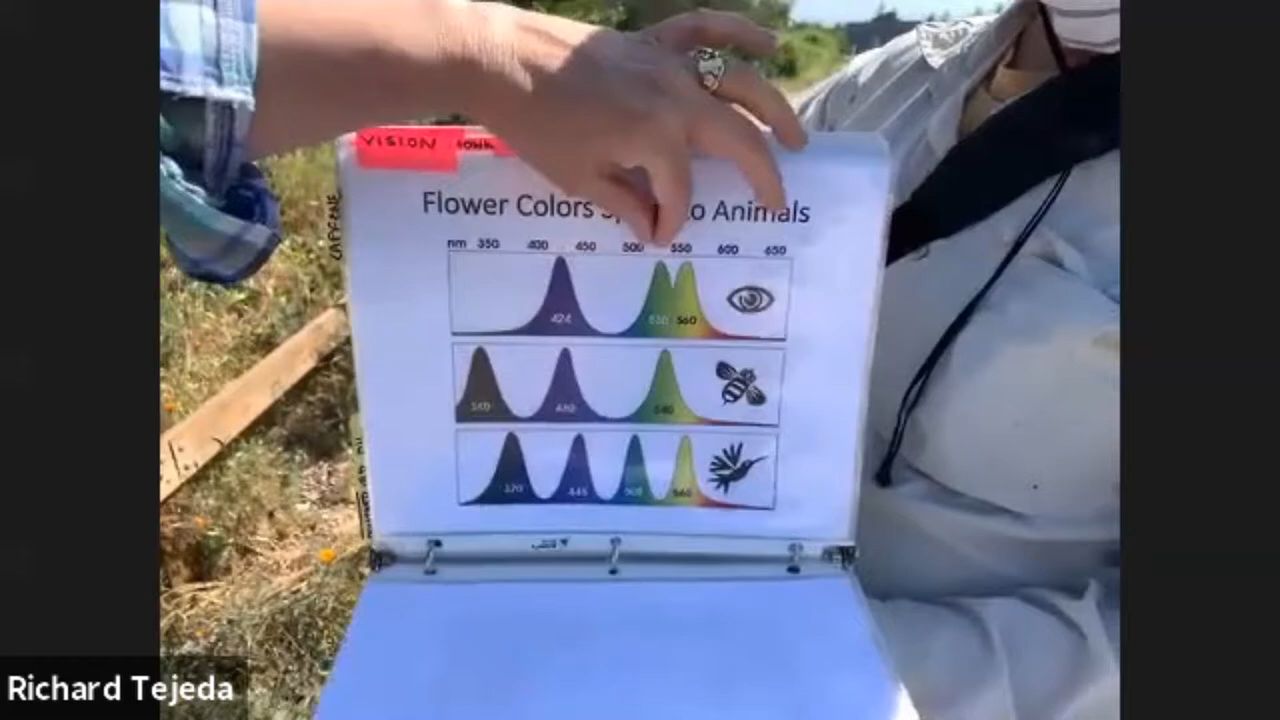 VISION
CAFFEINE
Flower Colors to Animals
nm 350 400 450 500 550 600 650
424 530 560
340 430 540
370 445 508 560
Richard Tejeda